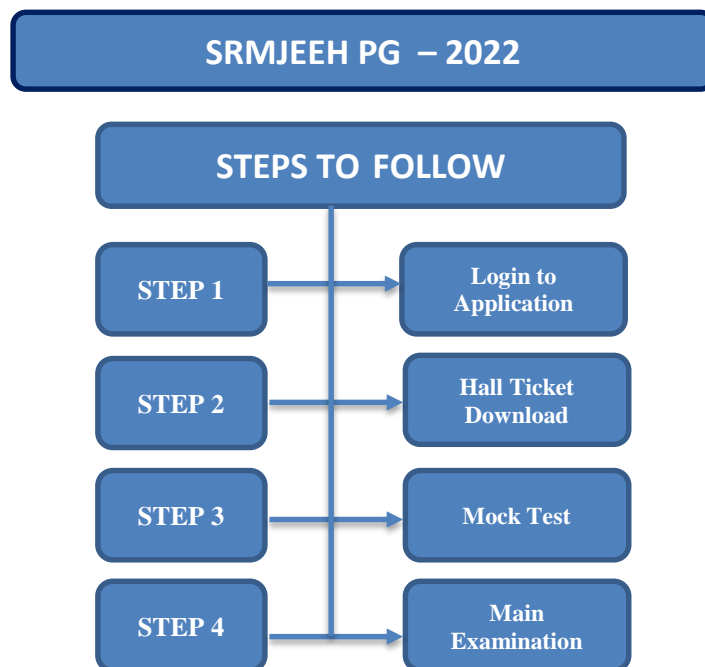 SRMJEEH PG – 2022
STEPS TO FOLLOW
STEP 1
Login to
Application
STEP 2
Hall Ticket
Download
STEP 3
Mock Test
STEP 4
Main
Examination